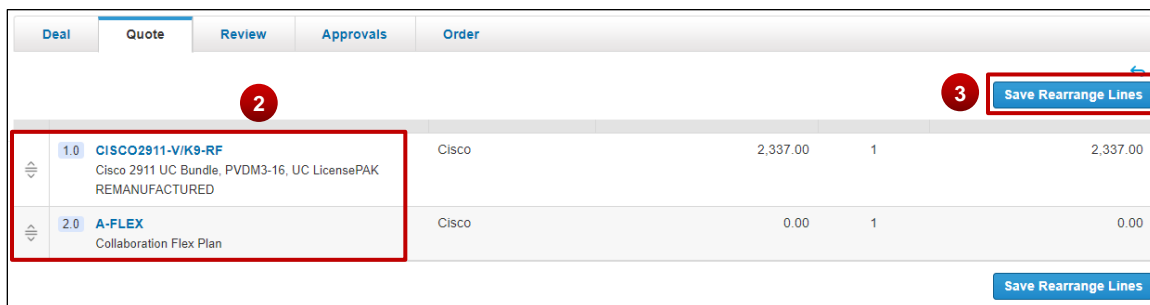 Deal Quote Review Approvals Order
2
3 Save Rearrange Lines
1.0 CISCO2911-V/K9-RF Cisco 2,337.00 1 2,337.00
Cisco 2911 UC Bundle, PVDM3-16, UC LicensePAK
REMANUFACTURED
2.0 A-FLEX Cisco 0.00 1 0.00
Collaboration Flex Plan
Save Rearrange Lines